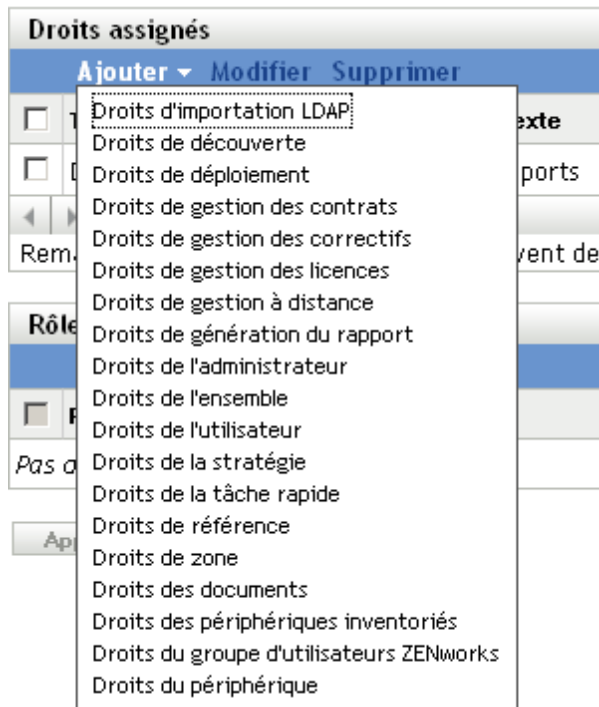 Droits assignés
Ajouter Modifier Supprimer
Droits d'importation LDAP
Droits de découverte
Droits de déploiement
ports
Droits de gestion des contrats
Droits de gestion des correctifs
Droits de gestion des licences
Droits de gestion à distance
Droits de génération du rapport
Droits de l'administrateur
Droits de l'ensemble
Droits de l'utilisateur
Droits de la stratégie
Pas
Droits de la tâche rapide
Droits de référence
Droits de zone
Droits des documents
Droits des périphériques inventoriés
Droits du groupe d'utilisateurs ZENworks
Droits du périphérique